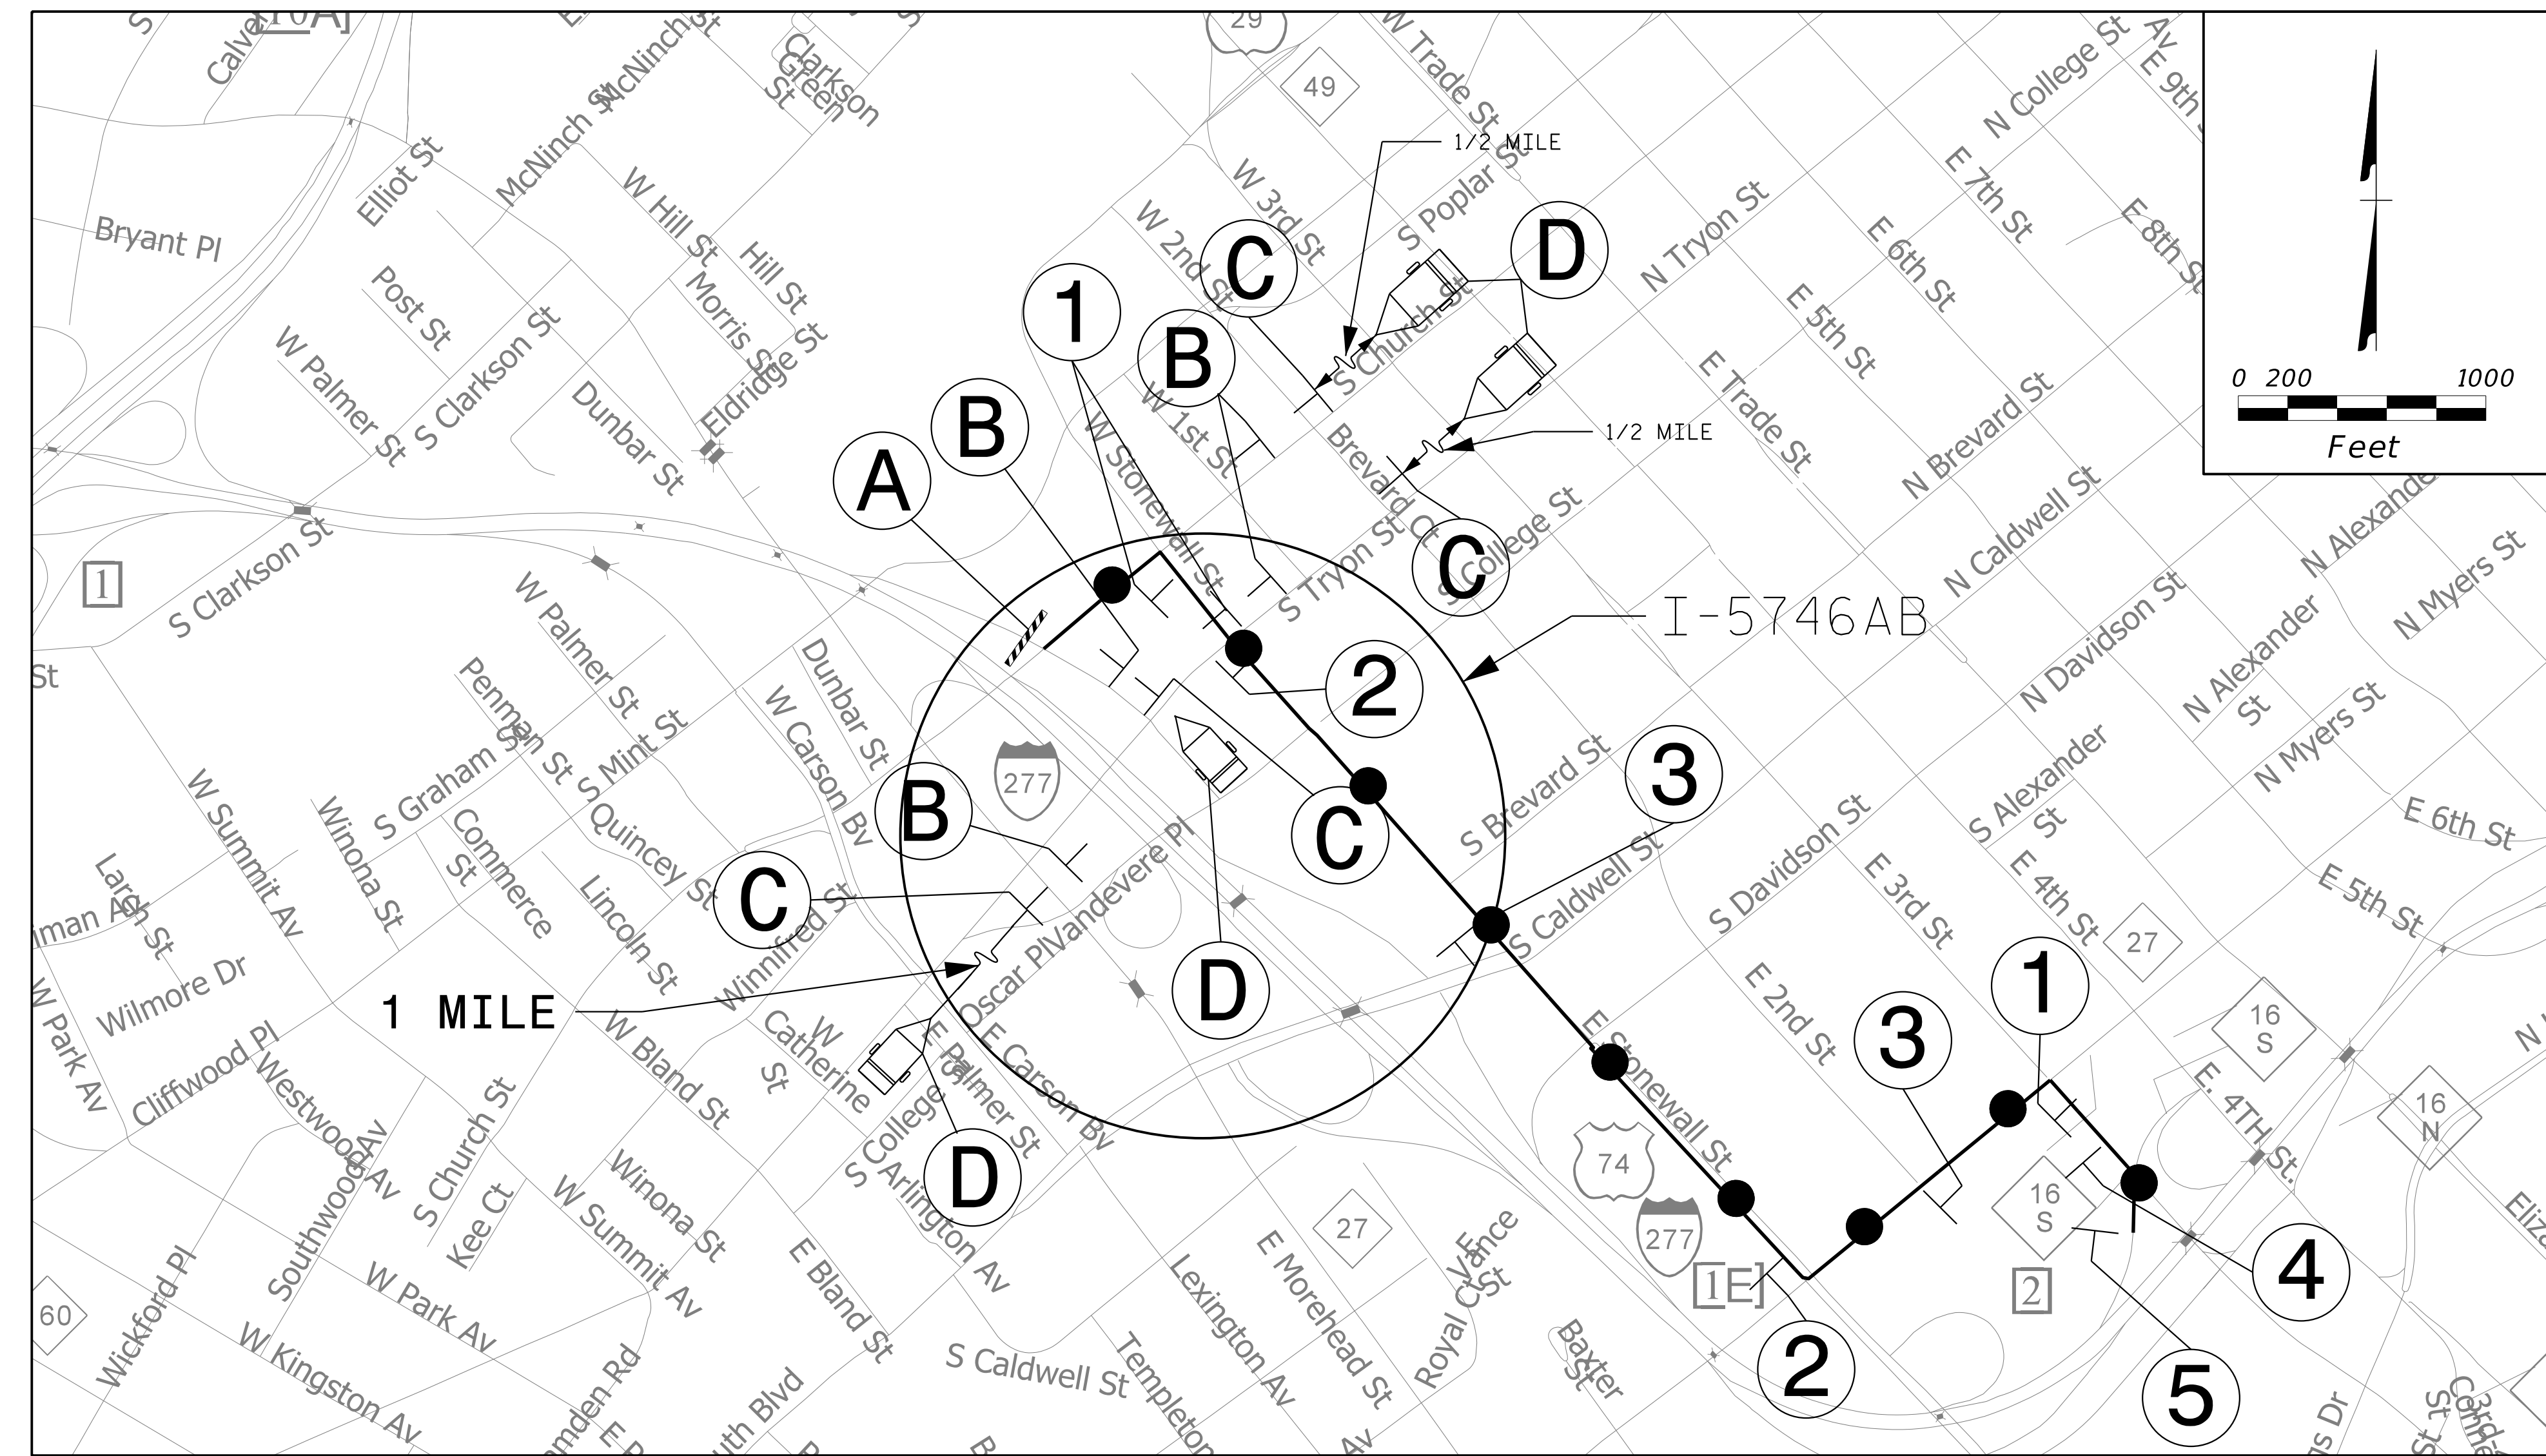 McNinch St
Clarkson
Green
St
29
49
W Trade St
N College St
Av
E 9th
McNinch St
Elliot St
W Hill St
Hill St
Bryant Pl
Post St
Morris St
Eldridge St
W Palmer St
S Clarkson St
Dunbar St
W 3rd St
W 2nd St
S Poplar St
1/2 MILE
S Church St
N Tryon St
E 7th St
E 6th St
E 8th St
E 5th St
0 200 1000
Feet
C
D
1
B
B
A
W 1st St
W Stonewall St
Brevard Ct
1/2 MILE
E Trade St
N Brevard St
N Caldwell St
C
S Tryon St
S College St
I-5746AB
N Myers St
N Davidson St
N Alexander
N Alexander
St
N Myers St
1
S Clarkson St
St
W Palmer St
Penman St
S Mint St
S Graham St
W Carson Bv
Dunbar St
277
2
3
S Brevard St
S Caldwell St
S Davidson St
S Alexander
St
E 6th St
E 5th St
E 4th St
E 3rd St
27
W Summit Av
Winona St
Commerce
St
S Quincey St
Lincoln St
Larch St
Wilmore Dr
W Park Av
Cliffwood Pl
Westwood Av
B
C
C
Winnifred St
Oscar Pl
Vandevere Pl
D
1 MILE
W Bland St
W
Catherine
St
E Palmer St
E Carson Bv
S College St
D
E Stonewall St
E 2nd St
3
1
16
S
16
N
E. 4TH St.
16
S
74
277
27
[1E]
2
4
5
2
Southwood Av
S Church St
Kee Ct
W Summit Av
Winona St
Arlington Av
E Bland St
W Park Av
W Kingston Av
Wickford Pl
60
S Caldwell St
Lexington Av
E Morehead St
Templeton
Royal Ct
Baxter
St